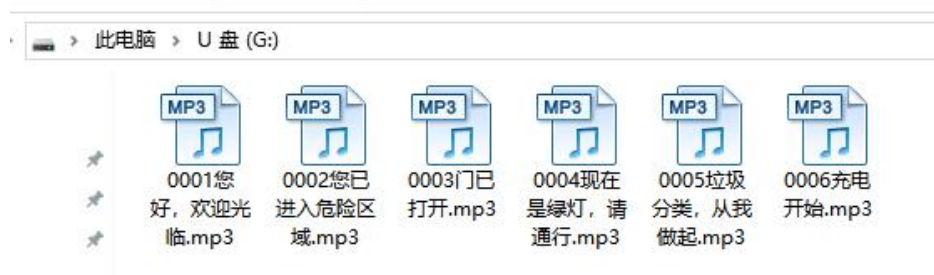 此电脑 › U 盘 (G:)
MP3 MP3 MP3 MP3 MP3 MP3
0001您
好，欢迎光
临.mp3
0002您已
进入危险区
域.mp3
0003门已
打开.mp3
0004现在
是绿灯，请
通行.mp3
0005垃圾
分类，从我
做起.mp3
0006充电
开始.mp3